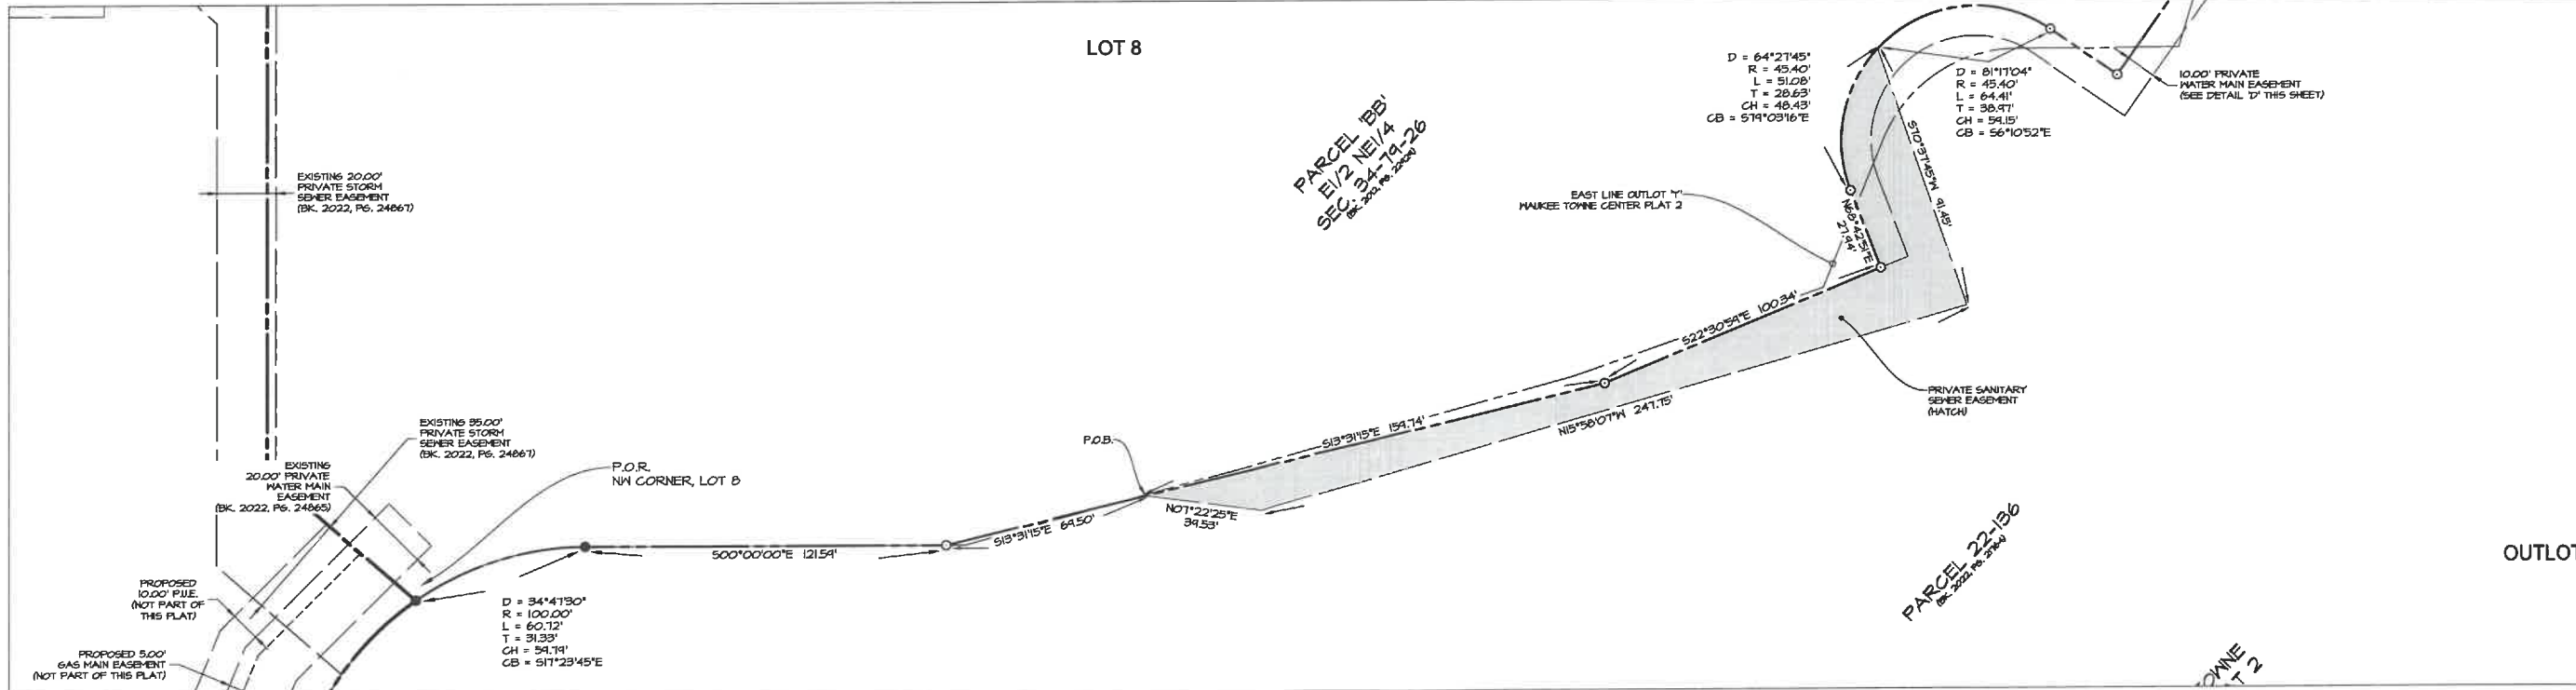 LOT 8
D = 64°27'45"
R = 45.40'
L = 51.08'
T = 28.63'
CH = 48.43'
CB = S79°03'16"E
D = 81°17'04"
R = 45.40'
L = 64.41'
T = 38.97'
CH = 59.15'
CB = S6°10'52"E
10.00' PRIVATE
WATER MAIN EASEMENT
(SEE DETAIL 'D' THIS SHEET)
PARCEL 'BB'
E1/2 NE1/4
SEC. 34-79-26
S70°37'45"W 91.45'
EXISTING 20.00'
PRIVATE STORM
SEWER EASEMENT
(BK. 2022, PG. 24867)
EAST LINE OUTLOT 'Y'
WAUKEE TOWNE CENTER PLAT 2
N68°42'51"E
27.94'
S22°30'59"E 100.34'
PRIVATE SANITARY
SEWER EASEMENT
(HATCH)
S13°31'15"E 159.74'
N15°58'07"W 247.75'
P.O.B.
EXISTING 35.00'
PRIVATE STORM
SEWER EASEMENT
(BK. 2022, PG. 24867)
EXISTING
20.00' PRIVATE
WATER MAIN
EASEMENT
(BK. 2022, PG. 24865)
P.O.R.
NW CORNER, LOT 8
N07°22'25"E
39.53'
S13°31'15"E 69.50'
S00°00'00"E 121.59'
PARCEL 22-136
OUTLOT
PROPOSED
10.00' P.U.E.
(NOT PART OF
THIS PLAT)
D = 34°47'30"
R = 100.00'
L = 60.72'
T = 31.33'
CH = 59.79'
CB = S17°23'45"E
PROPOSED 5.00'
GAS MAIN EASEMENT
(NOT PART OF THIS PLAT)
OWNE
T 2